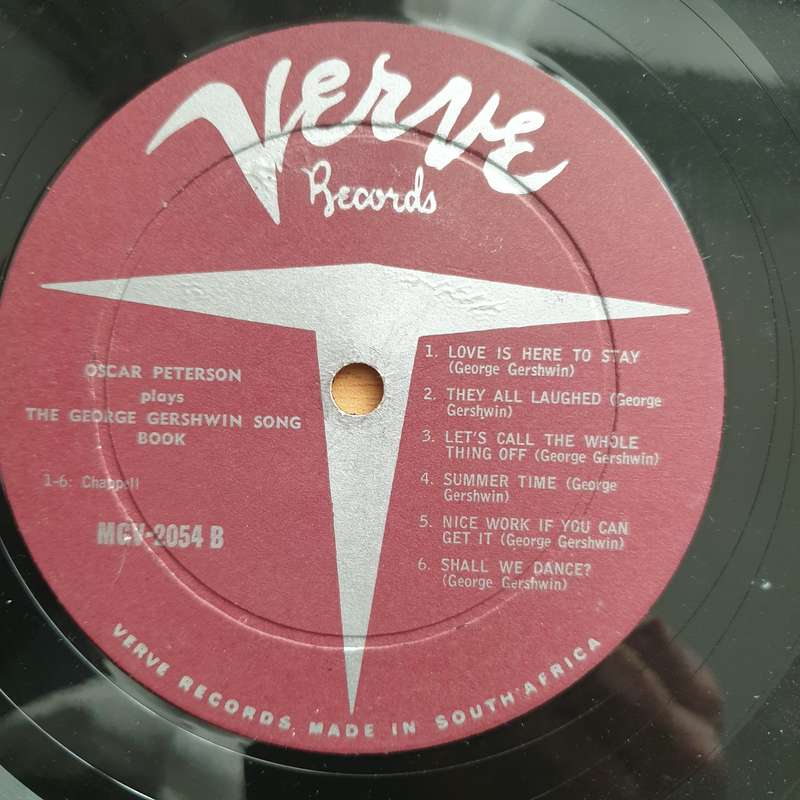 Verve
Records
OSCAR PETERSON
plays
THE GEORGE GERSHWIN SONG
BOOK
1-6: Chappell
MGV-2054 B
1. LOVE IS HERE TO STAY
(George Gershwin)
2. THEY ALL LAUGHED (George
Gershwin)
3. LET'S CALL THE WHOLE
THING OFF (George Gershwin)
4. SUMMER TIME (George
Gershwin)
5. NICE WORK IF YOU CAN
GET IT (George Gershwin)
6. SHALL WE DANCE?
(George Gershwin)
VERVE RECORDS, MADE IN SOUTH AFRICA